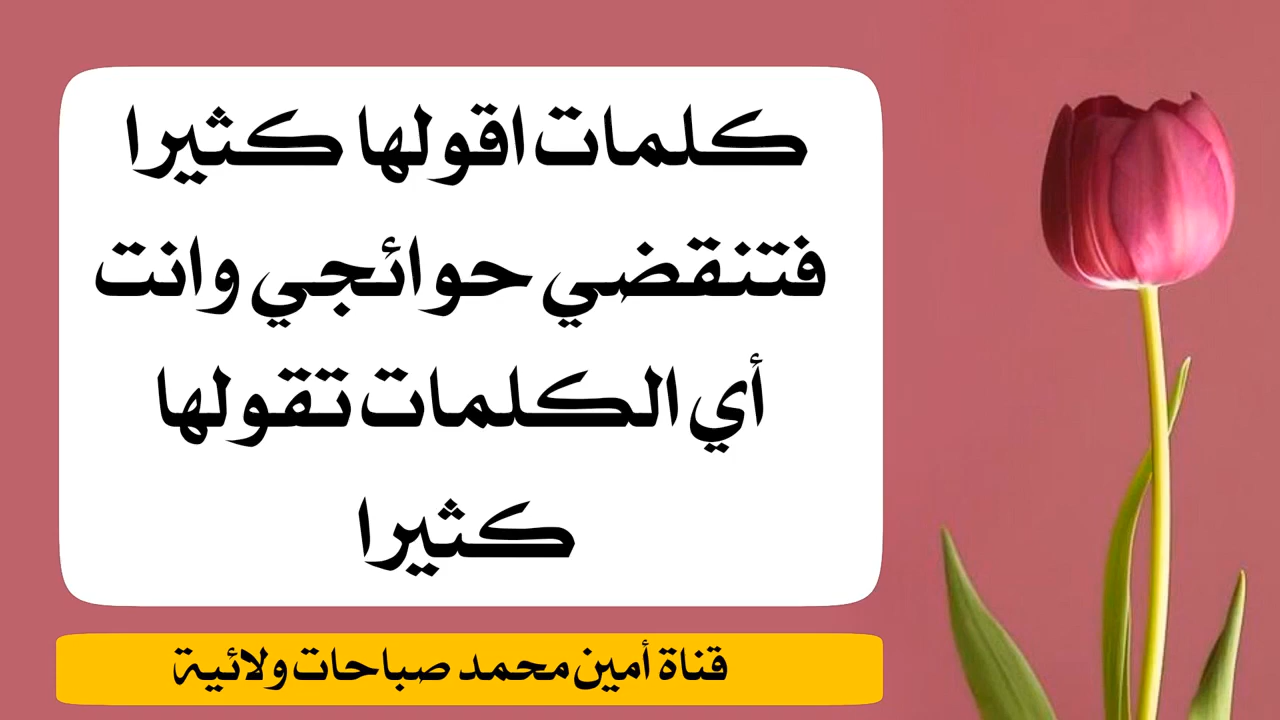 كلمات اقولها كثيرا
فتنقضي حوائجي وانت
أي الكلمات تقولها
كثيرا
قناة أمين محمد صباحات ولائية